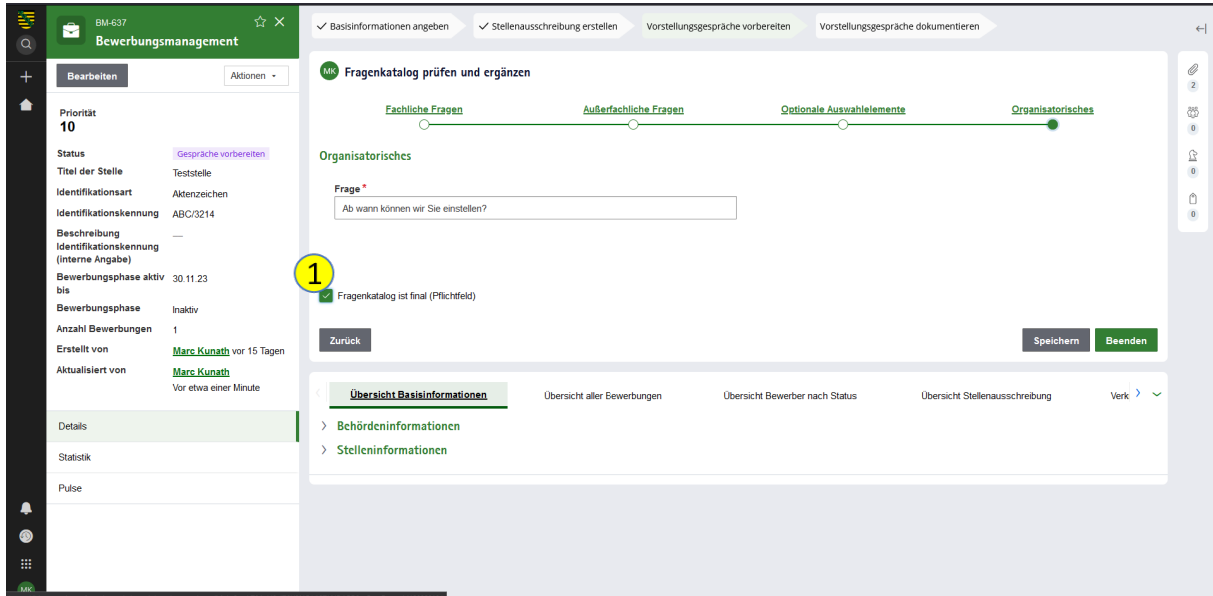 BM-637
Bewerbungsmanagement
Bearbeiten
Aktionen
Priorität
10
Status Gespräche vorbereiten
Titel der Stelle Teststelle
Identifikationsart Aktenzeichen
Identifikationskennung ABC/3214
Beschreibung —
Identifikationskennung
(interne Angabe)
Bewerbungsphase aktiv 30.11.23
bis
Bewerbungsphase Inaktiv
Anzahl Bewerbungen 1
Erstellt von Marc Kunath vor 15 Tagen
Aktualisiert von Marc Kunath
Vor etwa einer Minute
Details
Statistik
Pulse
MK
Basisinformationen angeben
Stellenausschreibung erstellen
Vorstellungsgespräche vorbereiten
Vorstellungsgespräche dokumentieren
MK Fragenkatalog prüfen und ergänzen
Fachliche Fragen
Außerfachliche Fragen
Optionale Auswahlelemente
Organisatorisches
Organisatorisches
Frage *
Ab wann können wir Sie einstellen?
1
Fragenkatalog ist final (Pflichtfeld)
Zurück
Speichern
Beenden
Übersicht Basisinformationen
Übersicht aller Bewerbungen
Übersicht Bewerber nach Status
Übersicht Stellenausschreibung
Verk
Behördeninformationen
Stelleninformationen
2
0
0
0